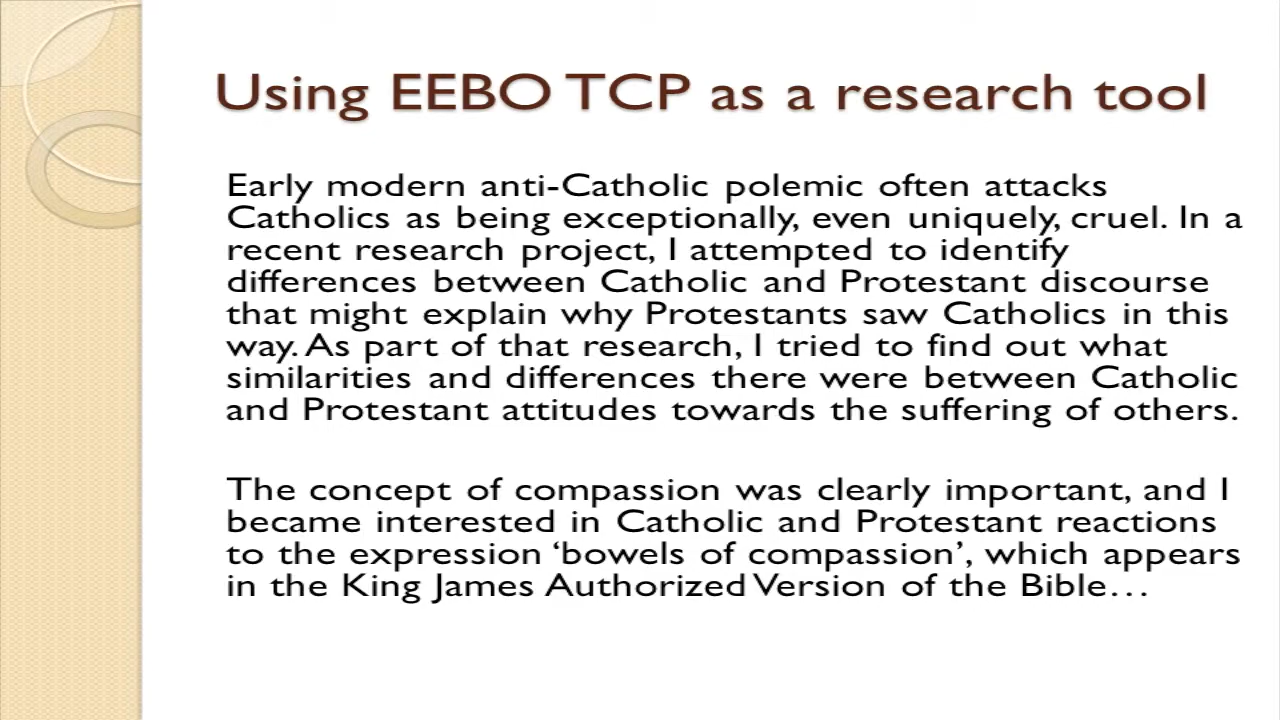 Using EEBO TCP as a research tool
Early modern anti-Catholic polemic often attacks
Catholics as being exceptionally, even uniquely, cruel. In a
recent research project, I attempted to identify
differences between Catholic and Protestant discourse
that might explain why Protestants saw Catholics in this
way. As part of that research, I tried to find out what
similarities and differences there were between Catholic
and Protestant attitudes towards the suffering of others.
The concept of compassion was clearly important, and I
became interested in Catholic and Protestant reactions
to the expression ‘bowels of compassion’, which appears
in the King James Authorized Version of the Bible…